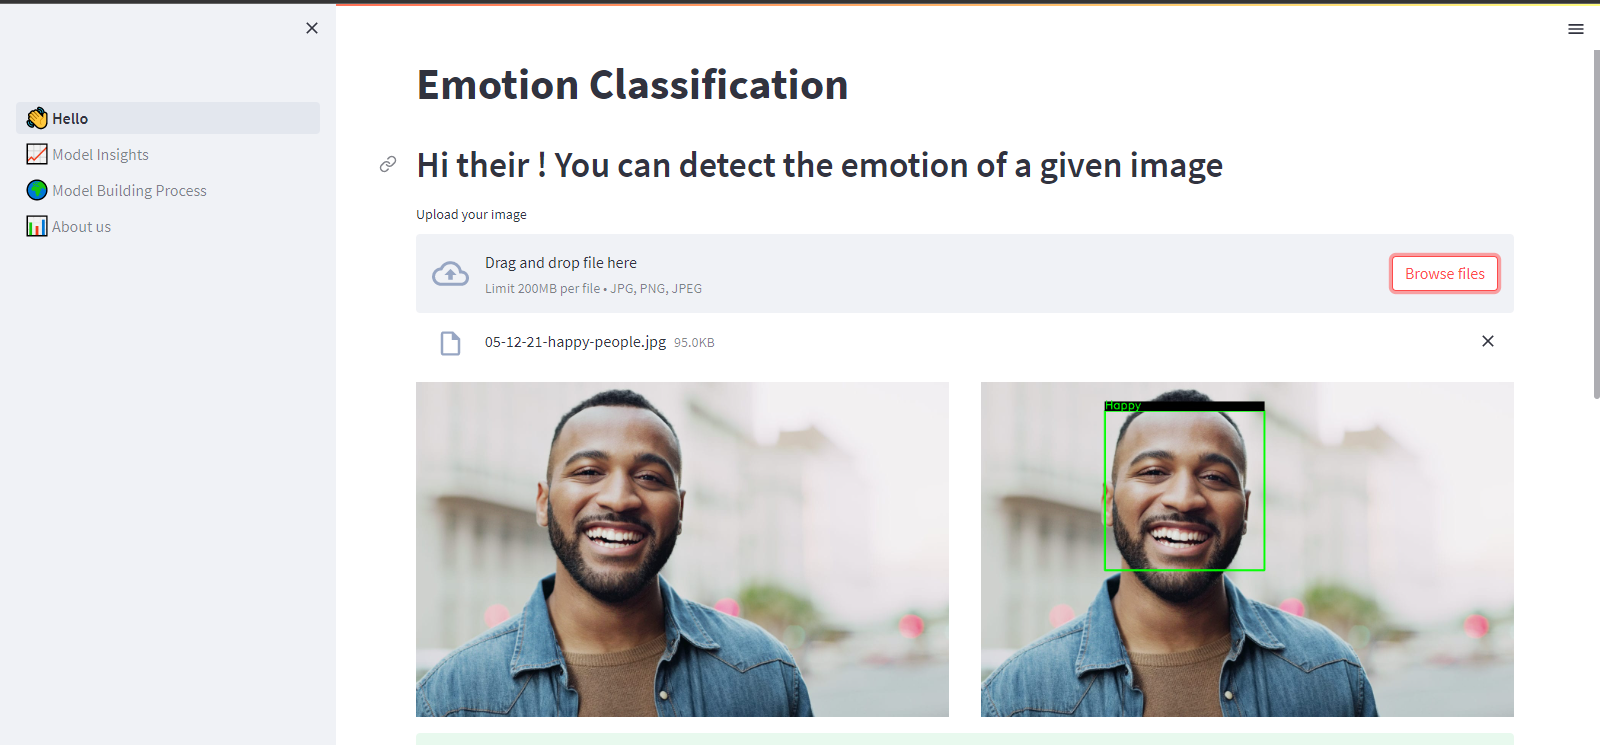 Hello
Model Insights
Model Building Process
About us
Emotion Classification
Hi their ! You can detect the emotion of a given image
Upload your image
Drag and drop file here
Limit 200MB per file • JPG, PNG, JPEG
Browse files
05-12-21-happy-people.jpg 95.0KB
Happy